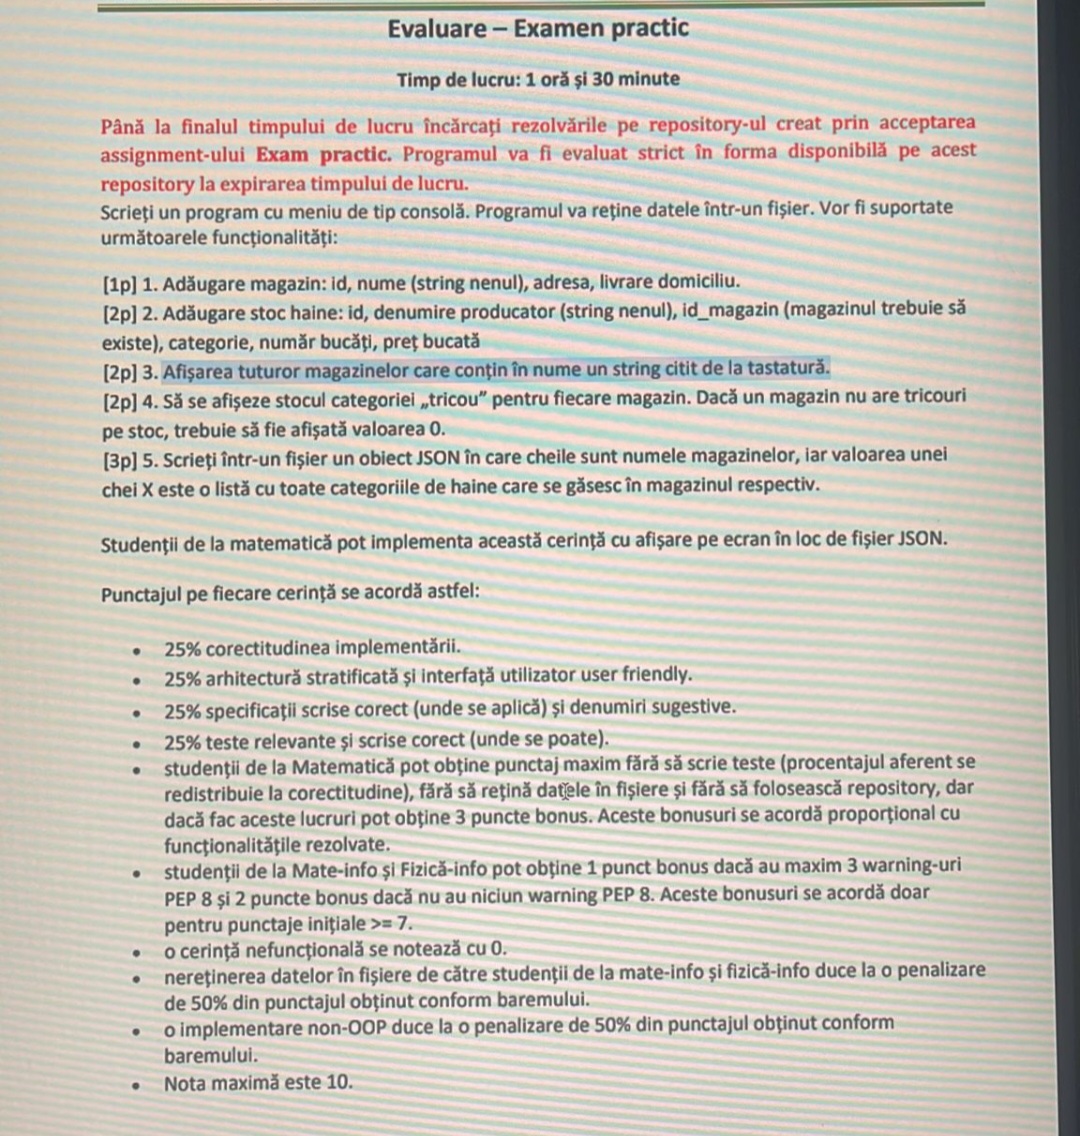 Evaluare – Examen practic
Timp de lucru: 1 oră și 30 minute
Până la finalul timpului de lucru încărcați rezolvările pe repository-ul creat prin acceptarea
assignment-ului Exam practic. Programul va fi evaluat strict în forma disponibilă pe acest
repository la expirarea timpului de lucru.
Scrieți un program cu meniu de tip consolă. Programul va reține datele într-un fișier. Vor fi suportate
următoarele funcționalități:
[1p] 1. Adăugare magazin: id, nume (string nenul), adresa, livrare domiciliu.
[2p] 2. Adăugare stoc haine: id, denumire producator (string nenul), id_magazin (magazinul trebuie să
existe), categorie, număr bucăți, preț bucată
[2p] 3. Afișarea tuturor magazinelor care conțin în nume un string citit de la tastatură.
[2p] 4. Să se afișeze stocul categoriei „tricou” pentru fiecare magazin. Dacă un magazin nu are tricouri
pe stoc, trebuie să fie afișată valoarea 0.
[3p] 5. Scrieți într-un fișier un obiect JSON în care cheile sunt numele magazinelor, iar valoarea unei
chei X este o listă cu toate categoriile de haine care se găsesc în magazinul respectiv.
Studenții de la matematică pot implementa această cerință cu afișare pe ecran în loc de fișier JSON.
Punctajul pe fiecare cerință se acordă astfel:
• 25% corectitudinea implementării.
• 25% arhitectură stratificată și interfață utilizator user friendly.
• 25% specificații scrise corect (unde se aplică) și denumiri sugestive.
• 25% teste relevante și scrise corect (unde se poate).
• studenții de la Matematică pot obține punctaj maxim fără să scrie teste (procentajul aferent se
redistribuie la corectitudine), fără să rețină datele în fișiere și fără să folosească repository, dar
dacă fac aceste lucruri pot obține 3 puncte bonus. Aceste bonusuri se acordă proporțional cu
funcționalitățile rezolvate.
• studenții de la Mate-info și Fizică-info pot obține 1 punct bonus dacă au maxim 3 warning-uri
PEP 8 și 2 puncte bonus dacă nu au niciun warning PEP 8. Aceste bonusuri se acordă doar
pentru punctaje inițiale >= 7.
• o cerință nefuncțională se notează cu 0.
• nereținerea datelor în fișiere de către studenții de la mate-info și fizică-info duce la o penalizare
de 50% din punctajul obținut conform baremului.
• o implementare non-OOP duce la o penalizare de 50% din punctajul obținut conform
baremului.
• Nota maximă este 10.